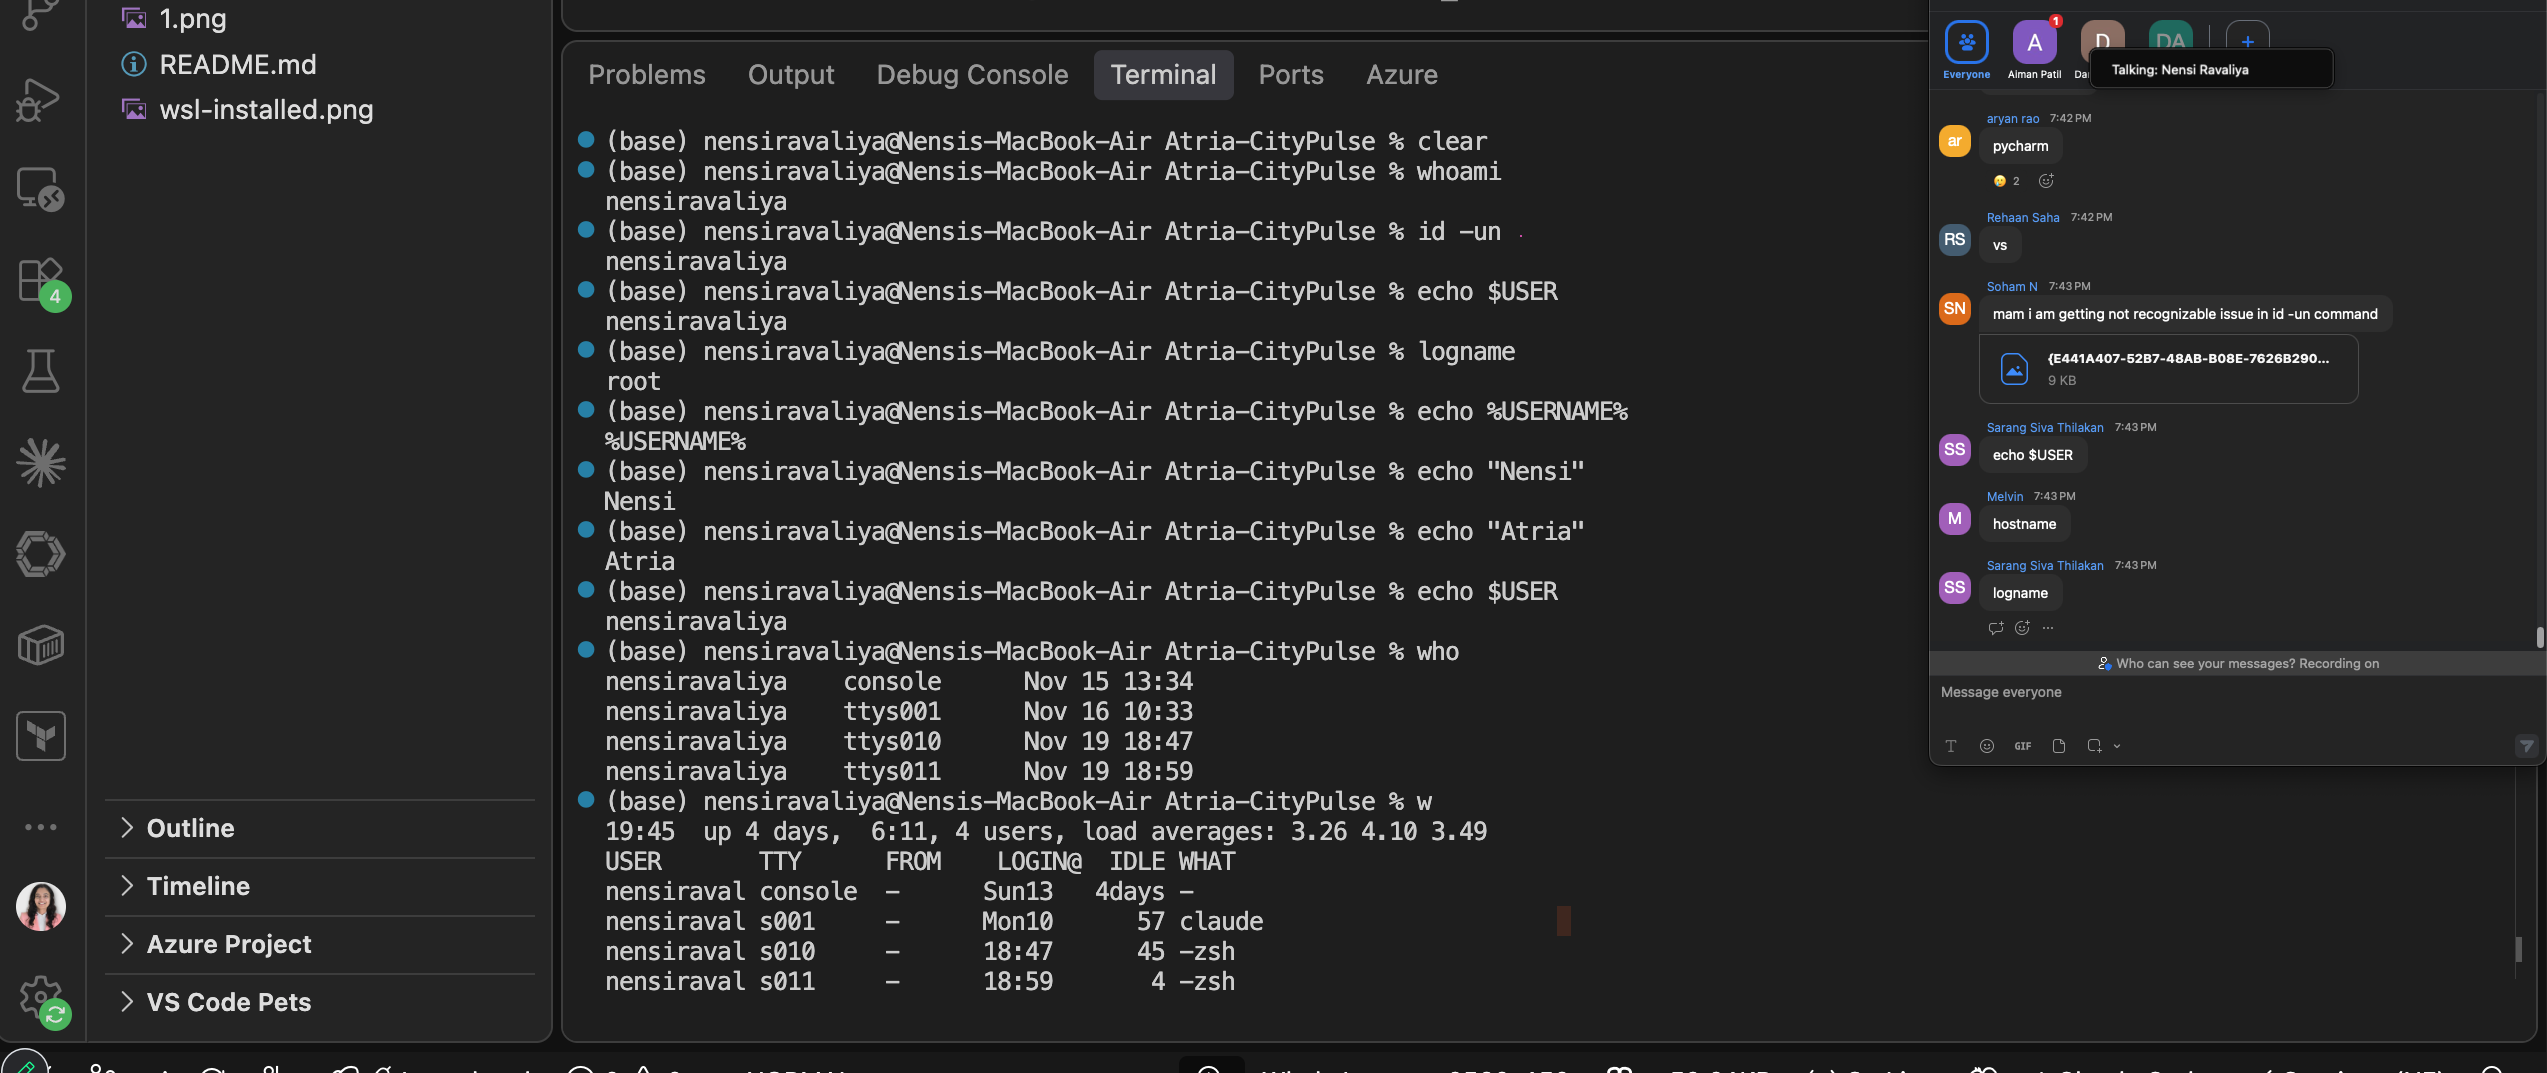 1.png
README.md
wsl-installed.png
4
Outline
Timeline
Azure Project
VS Code Pets
Problems Output Debug Console Terminal Ports Azure
(base) nensiravaliya@Nensis-MacBook-Air Atria-CityPulse % clear
(base) nensiravaliya@Nensis-MacBook-Air Atria-CityPulse % whoami
nensiravaliya
(base) nensiravaliya@Nensis-MacBook-Air Atria-CityPulse % id -un
nensiravaliya
(base) nensiravaliya@Nensis-MacBook-Air Atria-CityPulse % echo $USER
nensiravaliya
(base) nensiravaliya@Nensis-MacBook-Air Atria-CityPulse % logname
root
(base) nensiravaliya@Nensis-MacBook-Air Atria-CityPulse % echo %USERNAME%
%USERNAME%
(base) nensiravaliya@Nensis-MacBook-Air Atria-CityPulse % echo "Nensi"
Nensi
(base) nensiravaliya@Nensis-MacBook-Air Atria-CityPulse % echo "Atria"
Atria
(base) nensiravaliya@Nensis-MacBook-Air Atria-CityPulse % echo $USER
nensiravaliya
(base) nensiravaliya@Nensis-MacBook-Air Atria-CityPulse % who
nensiravaliya console Nov 15 13:34
nensiravaliya ttys001 Nov 16 10:33
nensiravaliya ttys010 Nov 19 18:47
nensiravaliya ttys011 Nov 19 18:59
(base) nensiravaliya@Nensis-MacBook-Air Atria-CityPulse % w
19:45 up 4 days, 6:11, 4 users, load averages: 3.26 4.10 3.49
USER TTY FROM LOGIN@ IDLE WHAT
nensiraval console - Sun13 4days -
nensiraval s001 - Mon10 57 claude
nensiraval s010 - 18:47 45 -zsh
nensiraval s011 - 18:59 4 -zsh
A 1 D DA +
Everyone Aiman Patil
Talking: Nensi Ravaliya
aryan rao 7:42 PM
ar pycharm
2
Rehaan Saha 7:42 PM
RS vs
Soham N 7:43 PM
SN mam i am getting not recognizable issue in id -un command
{E441A407-52B7-48AB-B08E-7626B290...
9 KB
Sarang Siva Thilakan 7:43 PM
SS echo $USER
Melvin 7:43 PM
M hostname
Sarang Siva Thilakan 7:43 PM
SS logname
Who can see your messages? Recording on
Message everyone
GIF